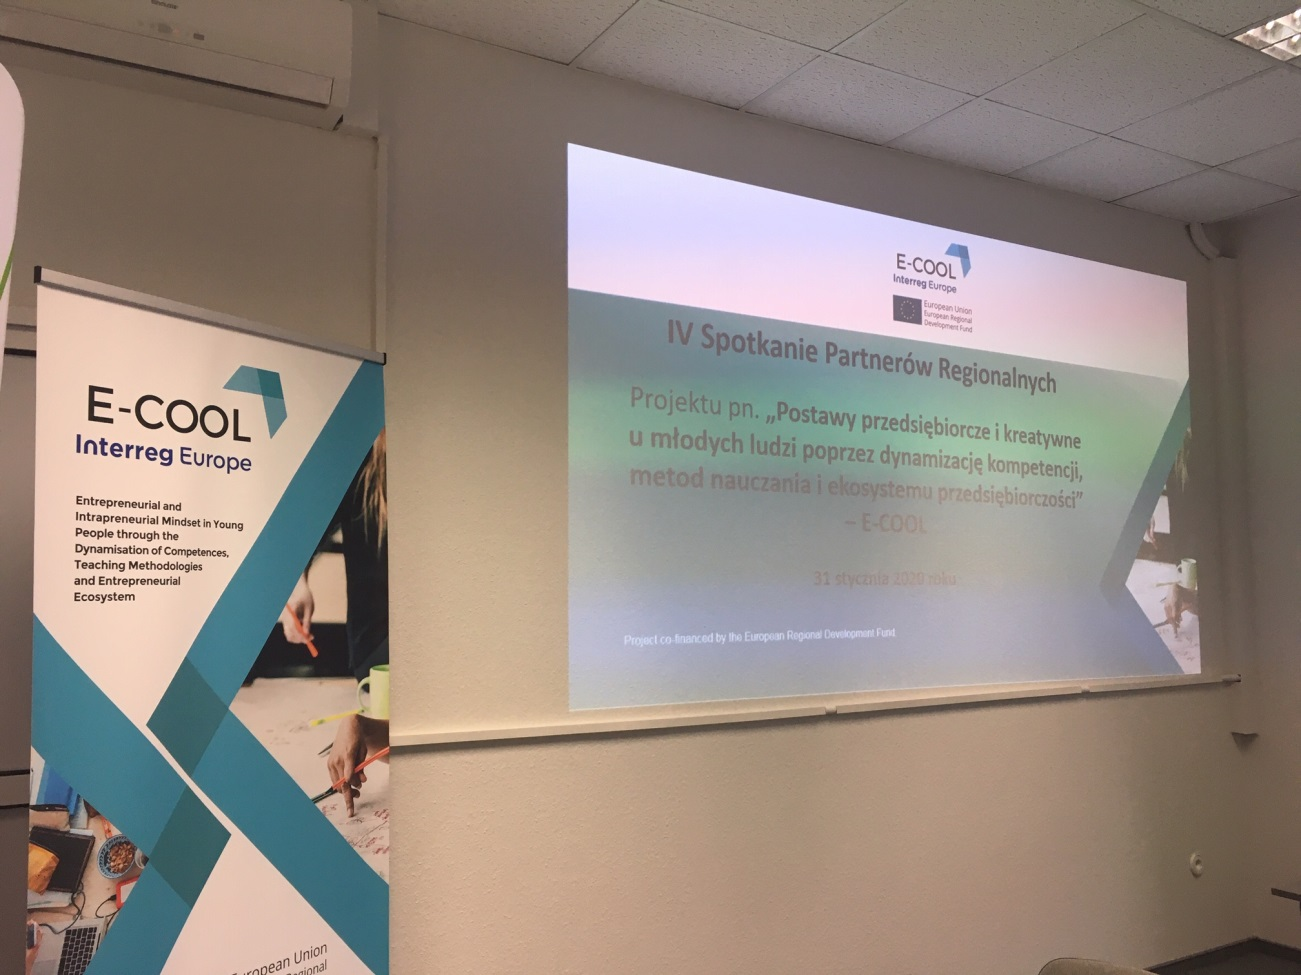 E-COOL
Interreg Europe
Entrepreneurial and
Intrapreneurial Mindset in Young
People through the
Dynamisation of Competences,
Teaching Methodologies
and Entrepreneurial
Ecosystem
European Union
Regional
E-COOL
Interreg Europe
European Union
European Regional
Development Fund
IV Spotkanie Partnerów Regionalnych
Projektu pn. „Postawy przedsiębiorcze i kreatywne
u młodych ludzi poprzez dynamizację kompetencji,
metod nauczania i ekosystemu przedsiębiorczości”
– E-COOL
31 stycznia 2020 roku
Project co-financed by the European Regional Development Fund